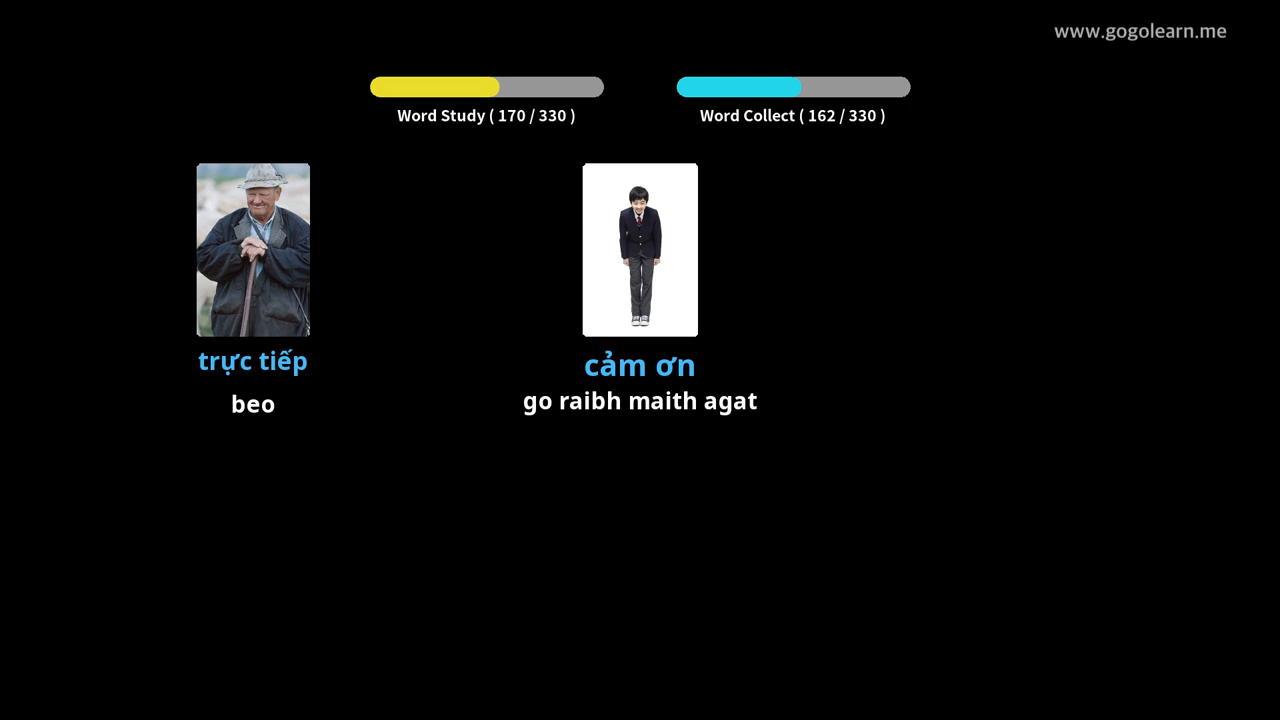 www.gogolearn.me
Word Study ( 170 / 330 )
Word Collect ( 162 / 330 )
trực tiếp
beo
cảm ơn
go raibh maith agat